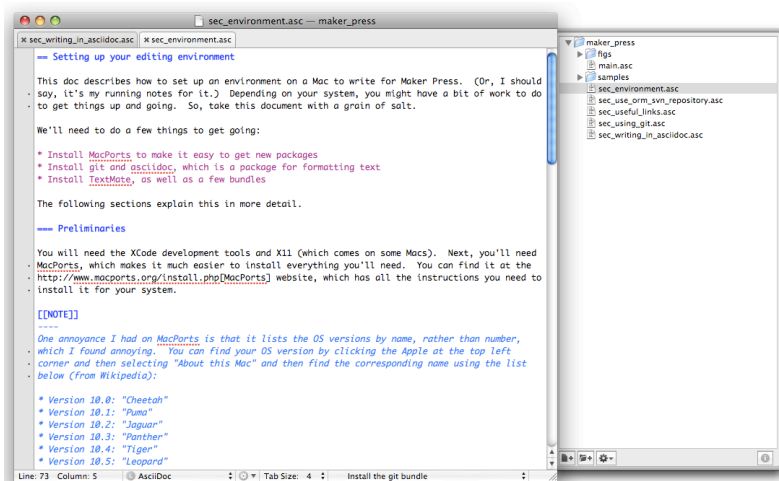 sec_environment.asc — maker_press
sec_writing_in_asciidoc.asc
sec_environment.asc
== Setting up your editing environment
This doc describes how to set up an environment on a Mac to write for Maker Press.  (Or, I should
say, it's my running notes for it.)  Depending on your system, you might have a bit of work to do
to get things up and going.  So, take this document with a grain of salt.
We'll need to do a few things to get going:
* Install MacPorts to make it easy to get new packages
* Install git and asciidoc, which is a package for formatting text
* Install TextMate, as well as a few bundles
The following sections explain this in more detail.
=== Preliminaries
You will need the XCode development tools and X11 (which comes on some Macs).  Next, you'll need
MacPorts, which makes it much easier to install everything you'll need.  You can find it at the
http://www.macports.org/install.php[MacPorts] website, which has all the instructions you need to
install it for your system.
[[NOTE]]
----
One annoyance I had on MacPorts is that it lists the OS versions by name, rather than number,
which I found annoying.  You can find your OS version by clicking the Apple at the top left
corner and then selecting "About this Mac" and then find the corresponding name using the list
below (from Wikipedia):
* Version 10.0: "Cheetah"
* Version 10.1: "Puma"
* Version 10.2: "Jaguar"
* Version 10.3: "Panther"
* Version 10.4: "Tiger"
* Version 10.5: "Leopard"
Line: 73  Column: 5
AsciiDoc
Tab Size:  4
Install the git bundle
maker_press
figs
main.asc
samples
sec_environment.asc
sec_use_orm_svn_repository.asc
sec_useful_links.asc
sec_using_git.asc
sec_writing_in_asciidoc.asc